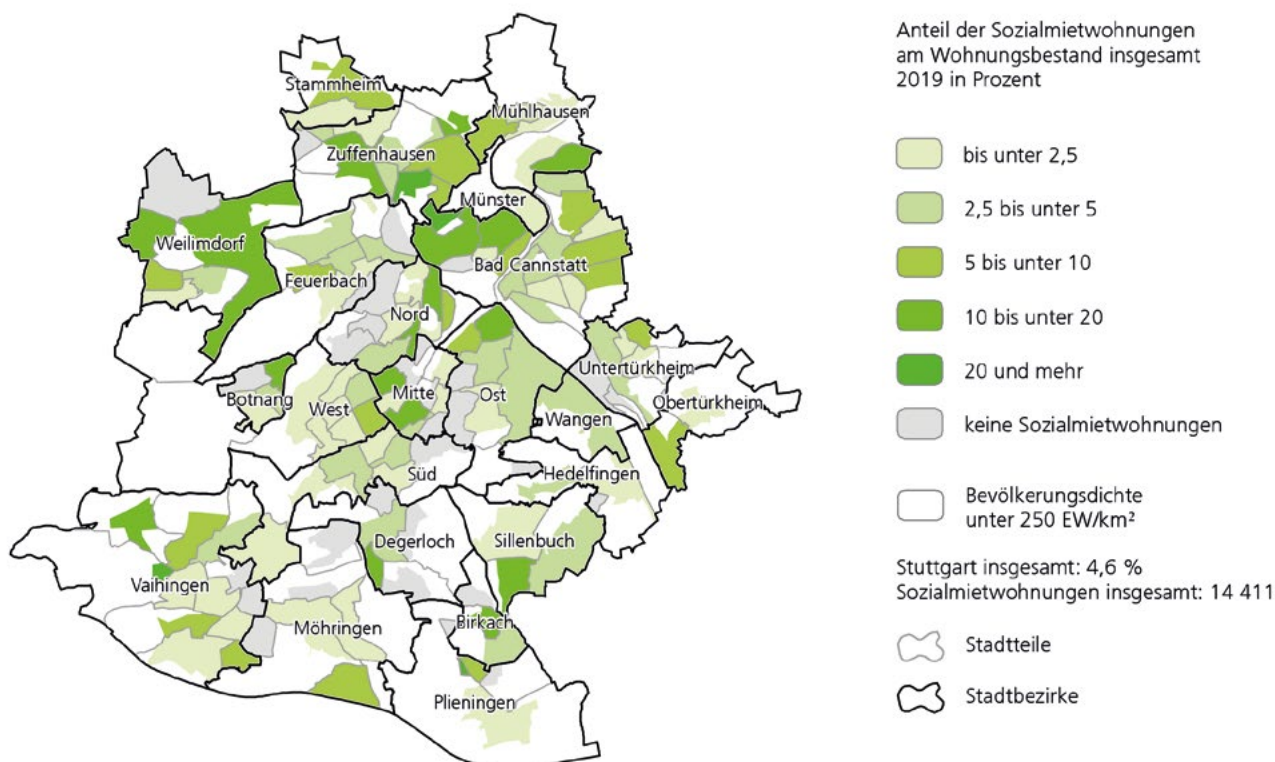 Anteil der Sozialmietwohnungen
am Wohnungsbestand insgesamt
2019 in Prozent
bis unter 2,5
2,5 bis unter 5
5 bis unter 10
10 bis unter 20
20 und mehr
keine Sozialmietwohnungen
Bevölkerungsdichte
unter 250 EW/km²
Stuttgart insgesamt: 4,6 %
Sozialmietwohnungen insgesamt: 14 411
Stadtteile
Stadtbezirke
Stammheim
Mühlhausen
Zuffenhausen
Münster
Weilimdorf
Bad Cannstatt
Feuerbach
Nord
Untertürkheim
Botnang
West
Mitte
Ost
Obertürkheim
Wangen
Süd
Hedelfingen
Degerloch
Sillenbuch
Vaihingen
Möhringen
Birkach
Plieningen